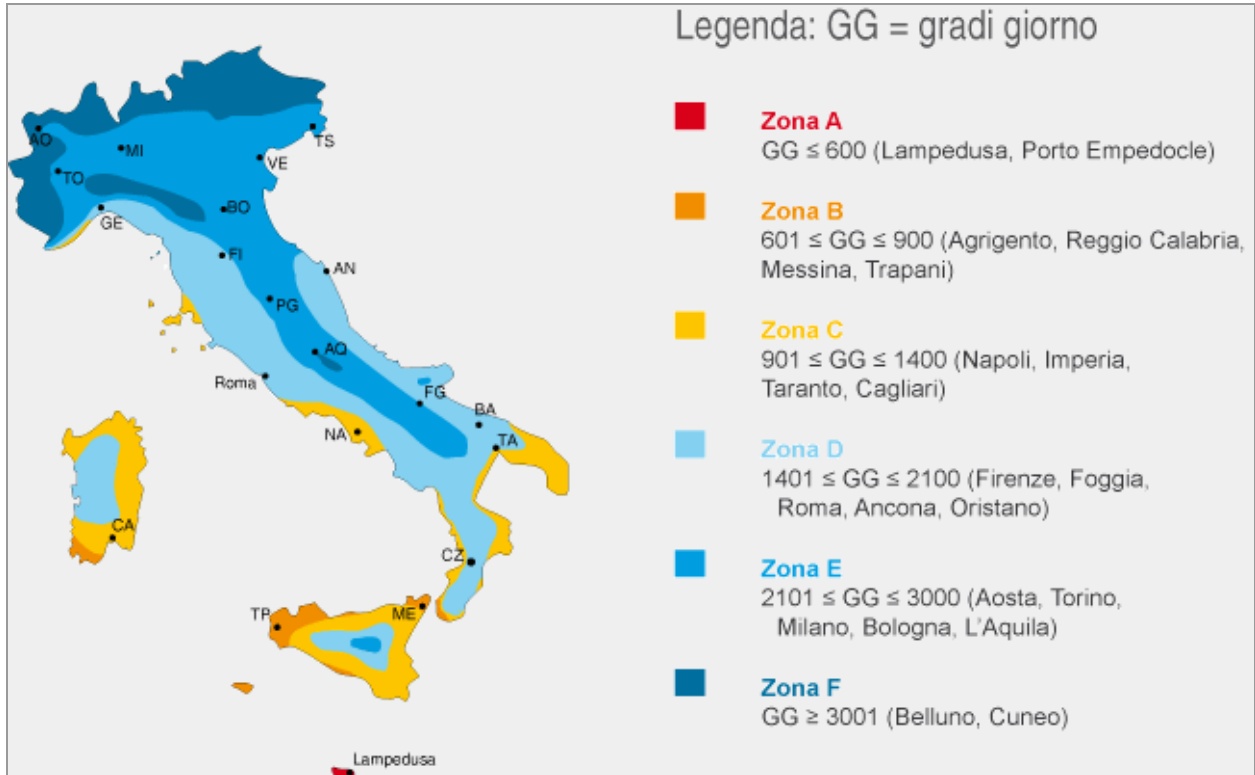 Legenda: GG = gradi giorno
Zona A
GG ≤ 600 (Lampedusa, Porto Empedocle)
Zona B
601 ≤ GG ≤ 900 (Agrigento, Reggio Calabria,
Messina, Trapani)
Zona C
901 ≤ GG ≤ 1400 (Napoli, Imperia,
Taranto, Cagliari)
Zona D
1401 ≤ GG ≤ 2100 (Firenze, Foggia,
Roma, Ancona, Oristano)
Zona E
2101 ≤ GG ≤ 3000 (Aosta, Torino,
Milano, Bologna, L'Aquila)
Zona F
GG ≥ 3001 (Belluno, Cuneo)
AO
MI
TS
VE
TO
BO
GE
FI
AN
PG
AQ
Roma
FG
BA
NA
TA
CA
CZ
TP
ME
Lampedusa